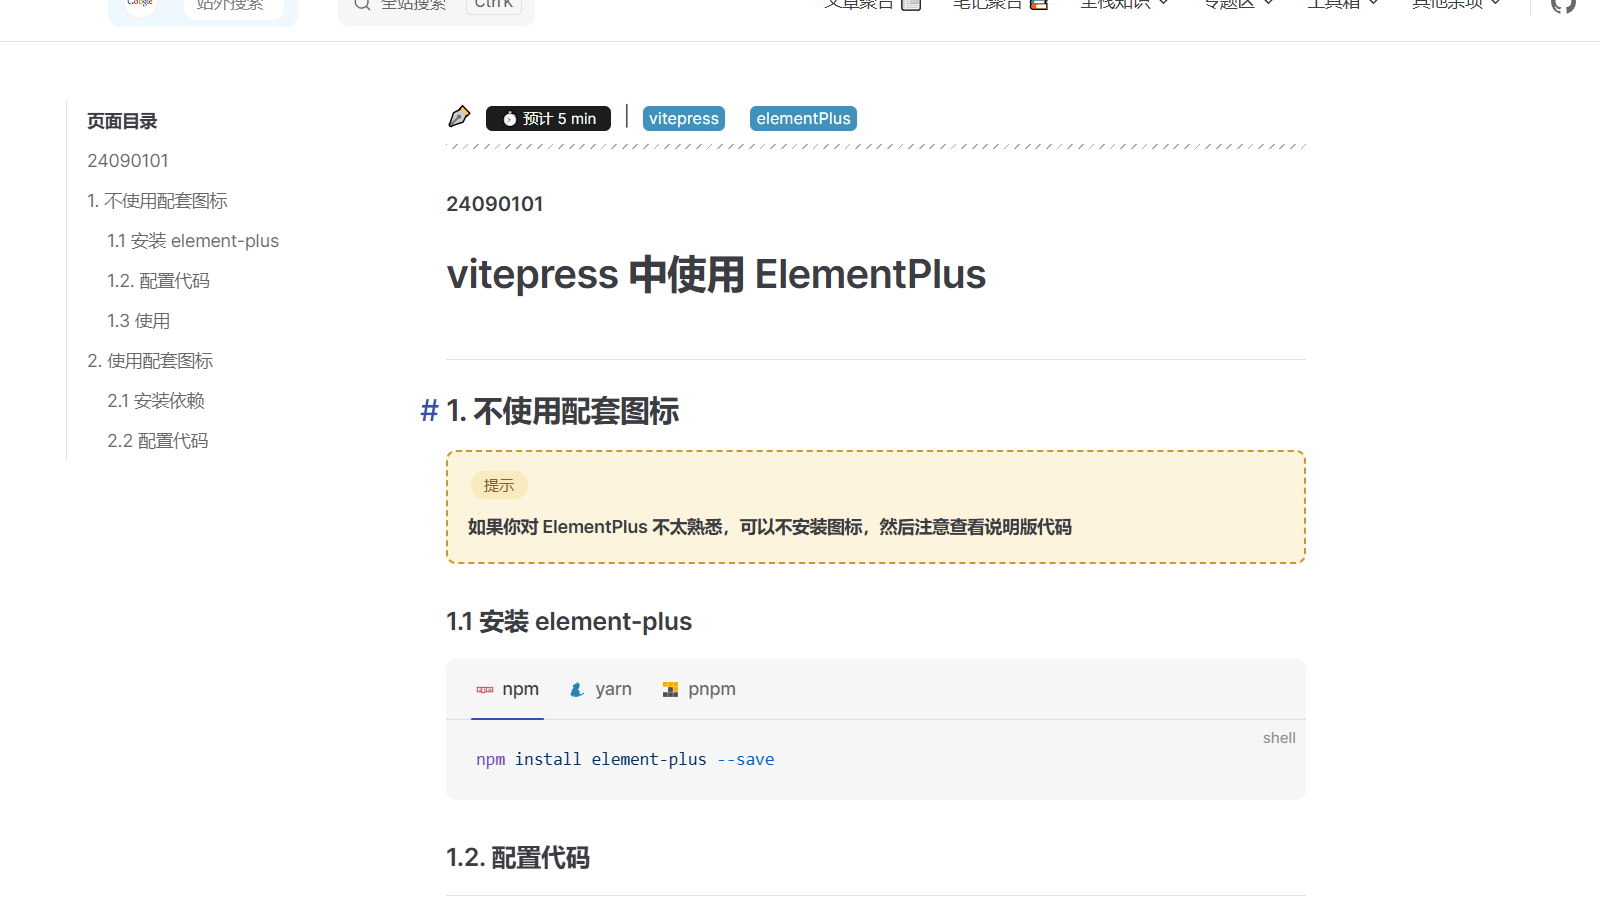 Google
站外搜索
全站搜索
Ctrl K
文章聚合
笔记聚合
全栈知识
专题区
工具箱
其他杂项
页面目录
24090101
1. 不使用配套图标
1.1 安装 element-plus
1.2. 配置代码
1.3 使用
2. 使用配套图标
2.1 安装依赖
2.2 配置代码
预计 5 min
vitepress
elementPlus
24090101
vitepress 中使用 ElementPlus
# 1. 不使用配套图标
提示
如果你对 ElementPlus 不太熟悉，可以不安装图标，然后注意查看说明版代码
1.1 安装 element-plus
npm
yarn
pnpm
shell
npm install element-plus --save
1.2. 配置代码